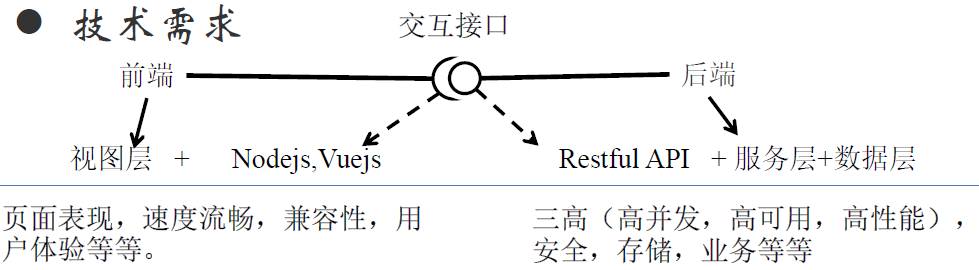 ● 技术需求
交互接口
前端
后端
视图层 + Nodejs,Vuejs
Restful API + 服务层+数据层
页面表现，速度流畅，兼容性，用
户体验等等。
三高（高并发，高可用，高性能），
安全，存储，业务等等